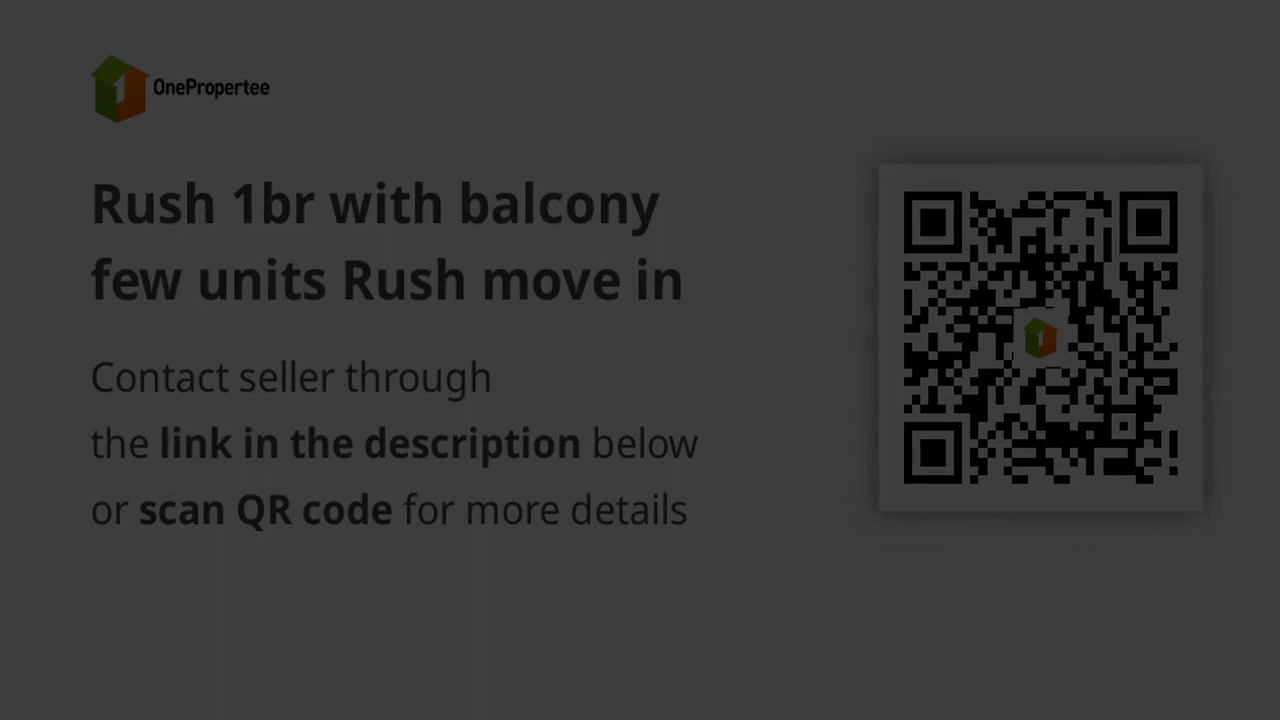 OnePropertee
Rush 1br with balcony
few units Rush move in
Contact seller through
the link in the description below
or scan QR code for more details